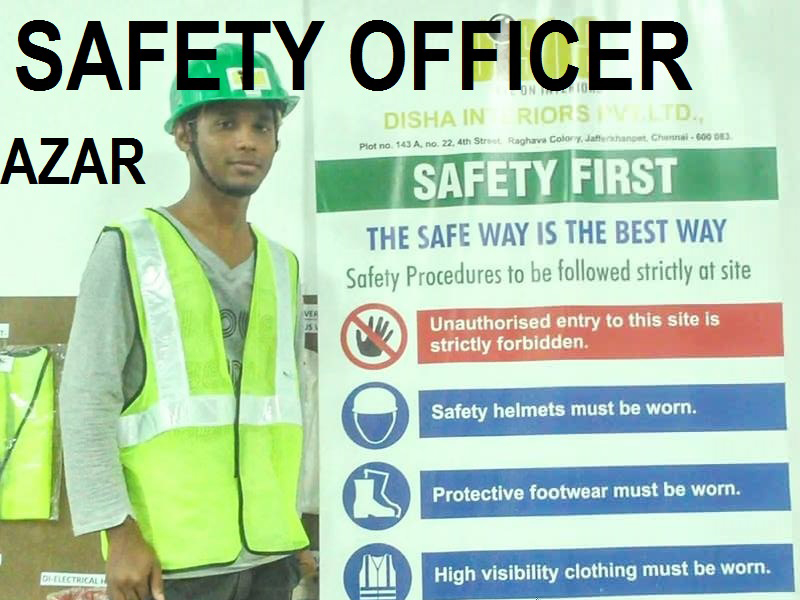 SAFETY OFFICER
AZAR
DISHA INTERIORS PVT.LTD.,
Plot no. 143 A, no. 22, 4th Street, Raghava Colony, Jafferkhanpet, Chennai - 600 083.
SAFETY FIRST
THE SAFE WAY IS THE BEST WAY
Safety Procedures to be followed strictly at site
Unauthorised entry to this site is
strictly forbidden.
Safety helmets must be worn.
Protective footwear must be worn.
High visibility clothing must be worn.
DI-ELECTRICAL H